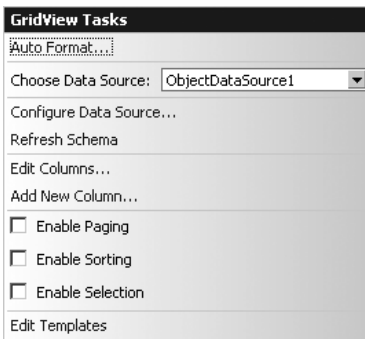 GridView Tasks
Auto Format...
Choose Data Source: ObjectDataSource1
Configure Data Source...
Refresh Schema
Edit Columns...
Add New Column...
Enable Paging
Enable Sorting
Enable Selection
Edit Templates